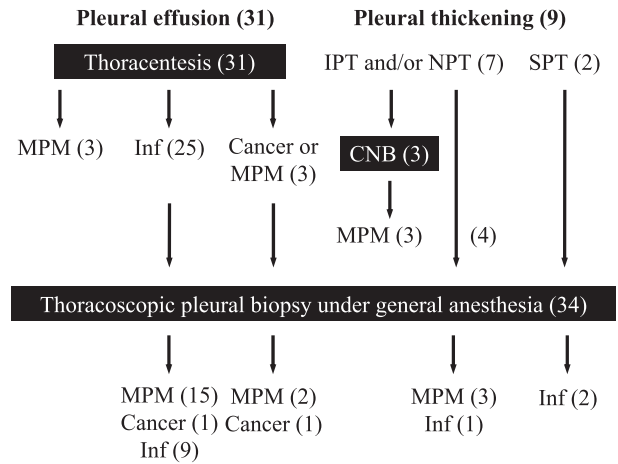 Pleural effusion (31)
Pleural thickening (9)
Thoracentesis (31)
IPT and/or NPT (7)
SPT (2)
MPM (3)
Inf (25)
Cancer or
MPM (3)
CNB (3)
MPM (3)
(4)
Thoracoscopic pleural biopsy under general anesthesia (34)
MPM (15)
Cancer (1)
Inf (9)
MPM (2)
Cancer (1)
MPM (3)
Inf (1)
Inf (2)